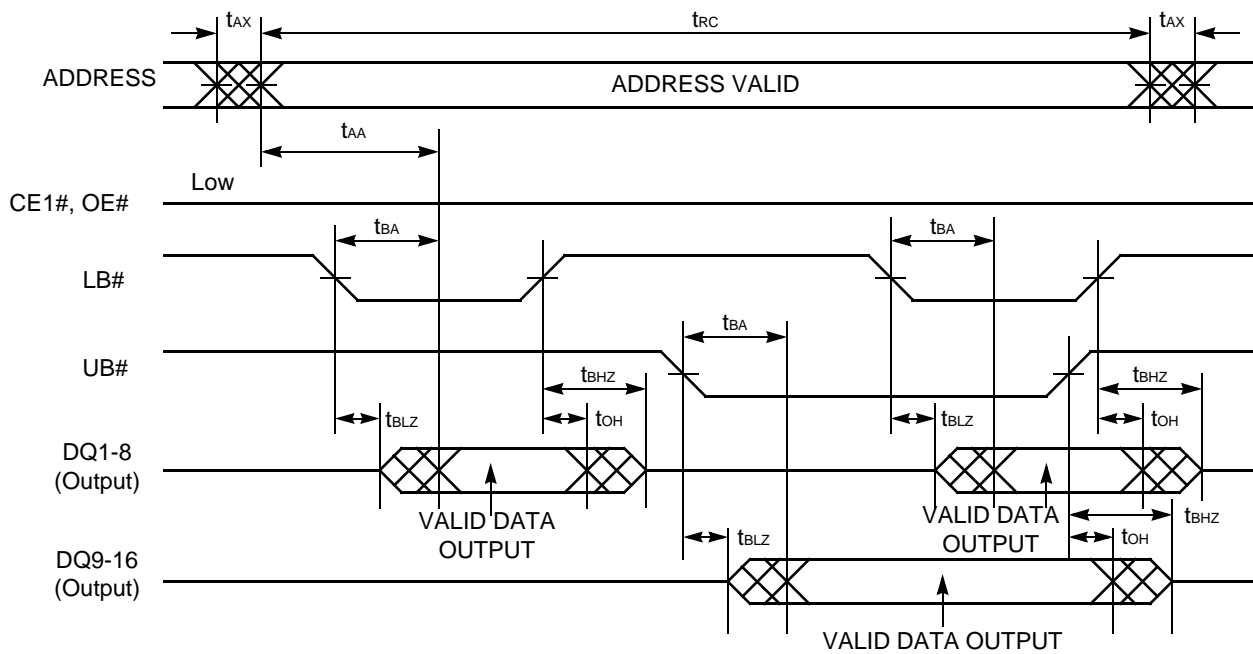 tAX tRC tAX
ADDRESS ADDRESS VALID
tAA
Low
CE1#, OE#
tBA tBA
LB#
tBA
UB#
tBHZ tBHZ
tBLZ tOH tBLZ tOH
DQ1-8
(Output)
VALID DATA
OUTPUT
VALID DATA
OUTPUT
tBHZ
tBLZ tOH
DQ9-16
(Output)
VALID DATA OUTPUT